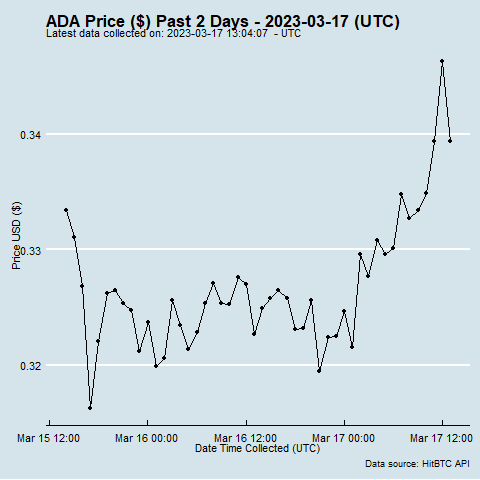 ADA Price ($) Past 2 Days - 2023-03-17 (UTC)
Latest data collected on: 2023-03-17 13:04:07 - UTC
0.34
0.33
0.32
Price USD ($)
Mar 15 12:00 Mar 16 00:00 Mar 16 12:00 Mar 17 00:00 Mar 17 12:00
Date Time Collected (UTC)
Data source: HitBTC API